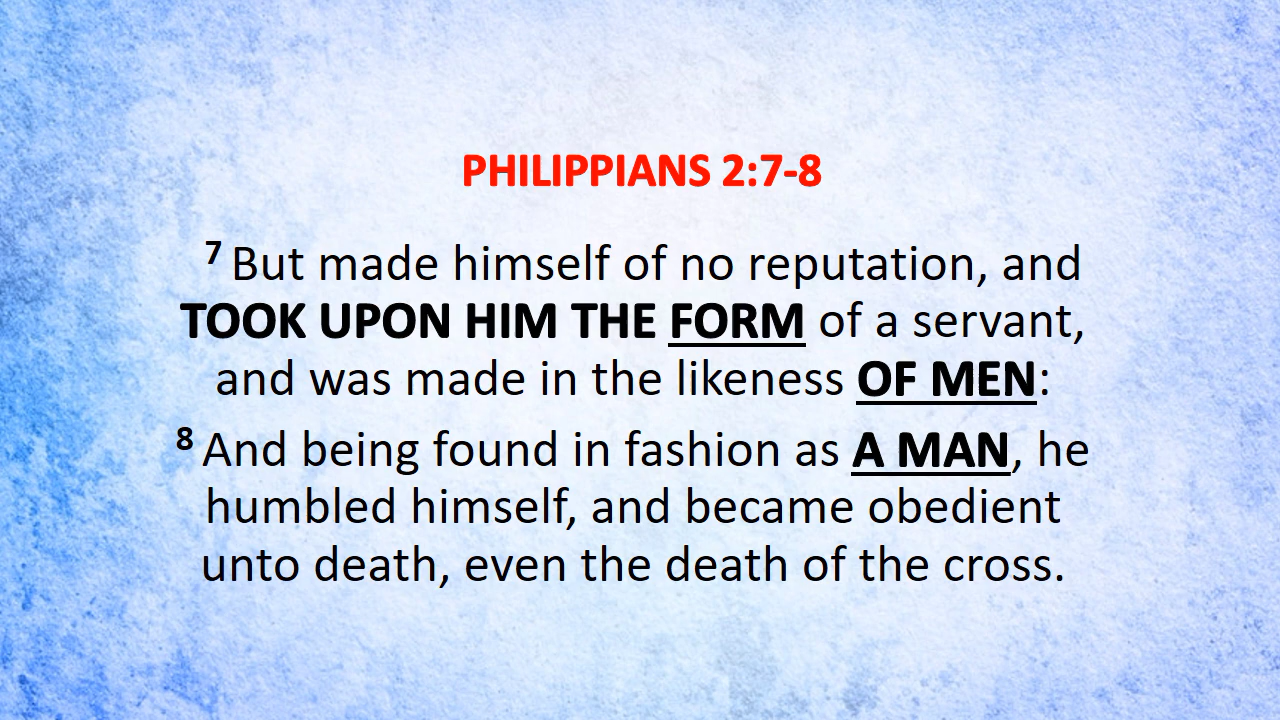 PHILIPPIANS 2:7-8
7 But made himself of no reputation, and
TOOK UPON HIM THE FORM of a servant,
and was made in the likeness OF MEN:
8 And being found in fashion as A MAN, he
humbled himself, and became obedient
unto death, even the death of the cross.